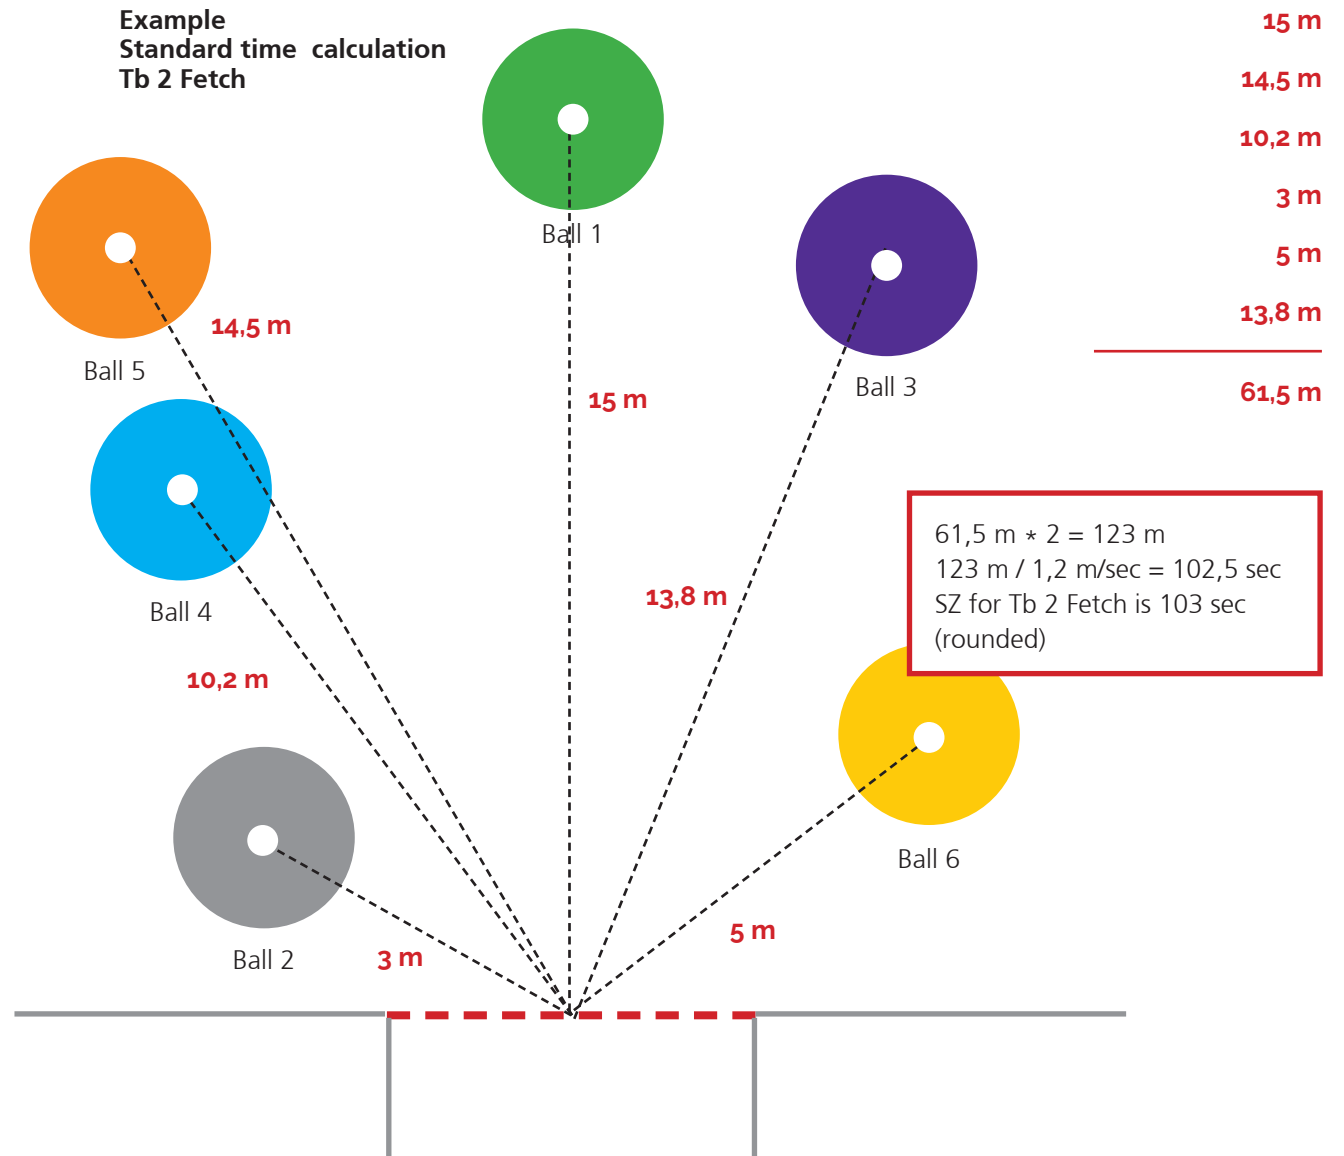 Example
Standard time calculation
Tb 2 Fetch
15 m
14,5 m
10,2 m
3 m
5 m
13,8 m
61,5 m
Ball 1
Ball 5
14,5 m
Ball 3
15 m
61,5 m * 2 = 123 m
123 m / 1,2 m/sec = 102,5 sec
SZ for Tb 2 Fetch is 103 sec
(rounded)
13,8 m
Ball 4
10,2 m
Ball 6
5 m
Ball 2
3 m